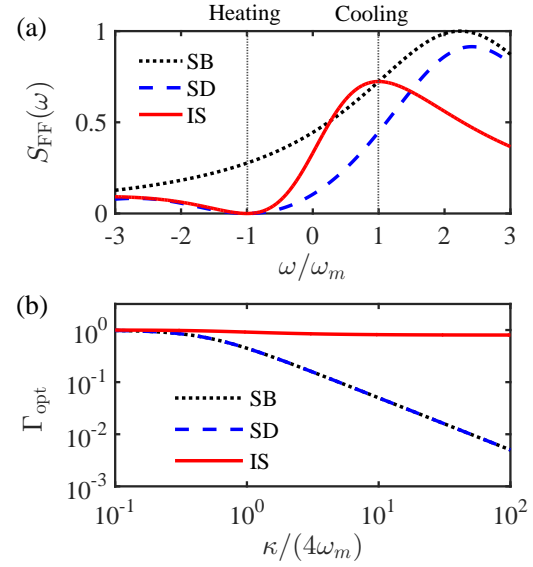 Heating Cooling
(a)
1
0.5
0
S_FF(ω)
SB
SD
IS
-3 -2 -1 0 1 2 3
ω/ω_m
(b)
10^0
10^-1
10^-2
10^-3
Γ_opt
SB
SD
IS
10^-1 10^0 10^1 10^2
κ/(4ω_m)